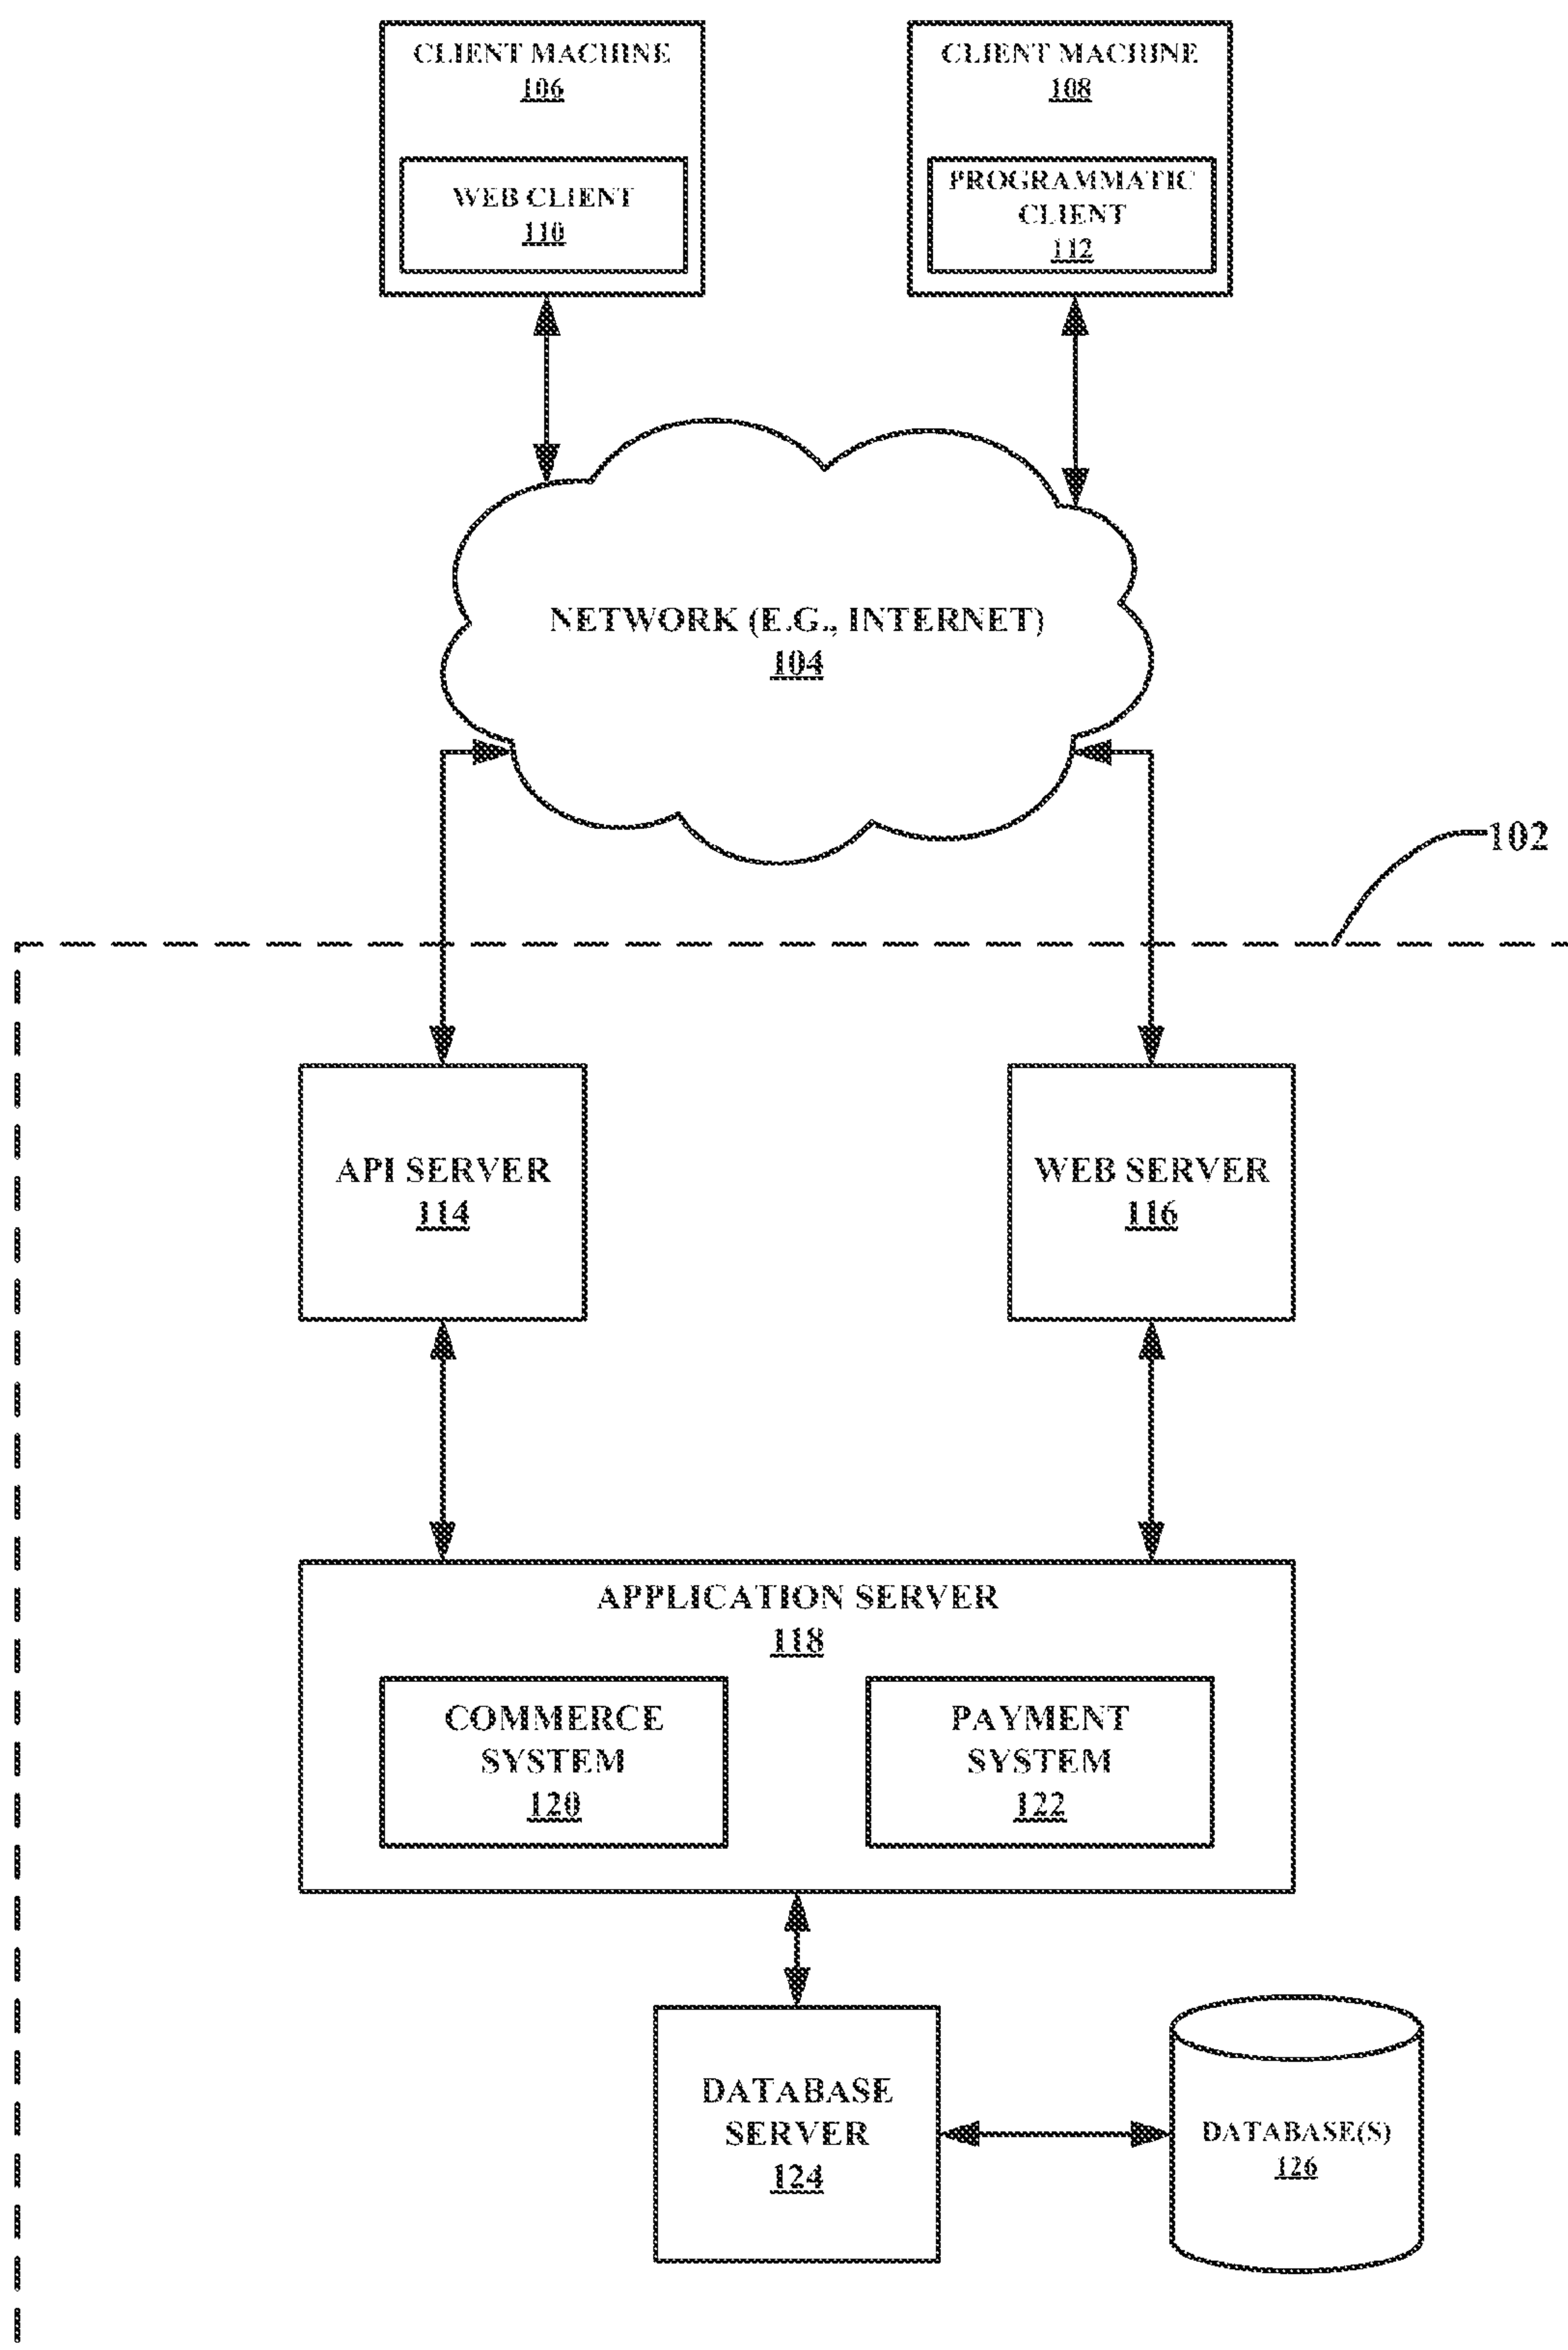 CLIENT MACHINE
106
WEB CLIENT
110
CLIENT MACHINE
108
PROGRAMMATIC
CLIENT
112
NETWORK (E.G., INTERNET)
104
102
API SERVER
114
WEB SERVER
116
APPLICATION SERVER
118
COMMERCE
SYSTEM
120
PAYMENT
SYSTEM
122
DATABASE
SERVER
124
DATABASE(S)
126